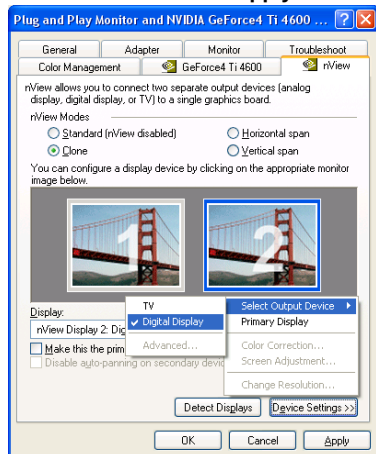 Plug and Play Monitor and NVIDIA GeForce4 Ti 4600 ...
General Adapter Monitor Troubleshoot
Color Management GeForce4 Ti 4600 nView
nView allows you to connect two separate output devices (analog
display, digital display, or TV) to a single graphics board.
nView Modes
Standard (nView disabled) Horizontal span
Clone Vertical span
You can configure a display device by clicking on the appropriate monitor
image below.
1 2
Display:
TV Select Output Device
nView Display 2: Dig Digital Display Primary Display
Make this the prim Advanced... Color Correction...
Disable auto-panning on secondary devic Screen Adjustment...
Change Resolution...
Detect Displays Device Settings >>
OK Cancel Apply